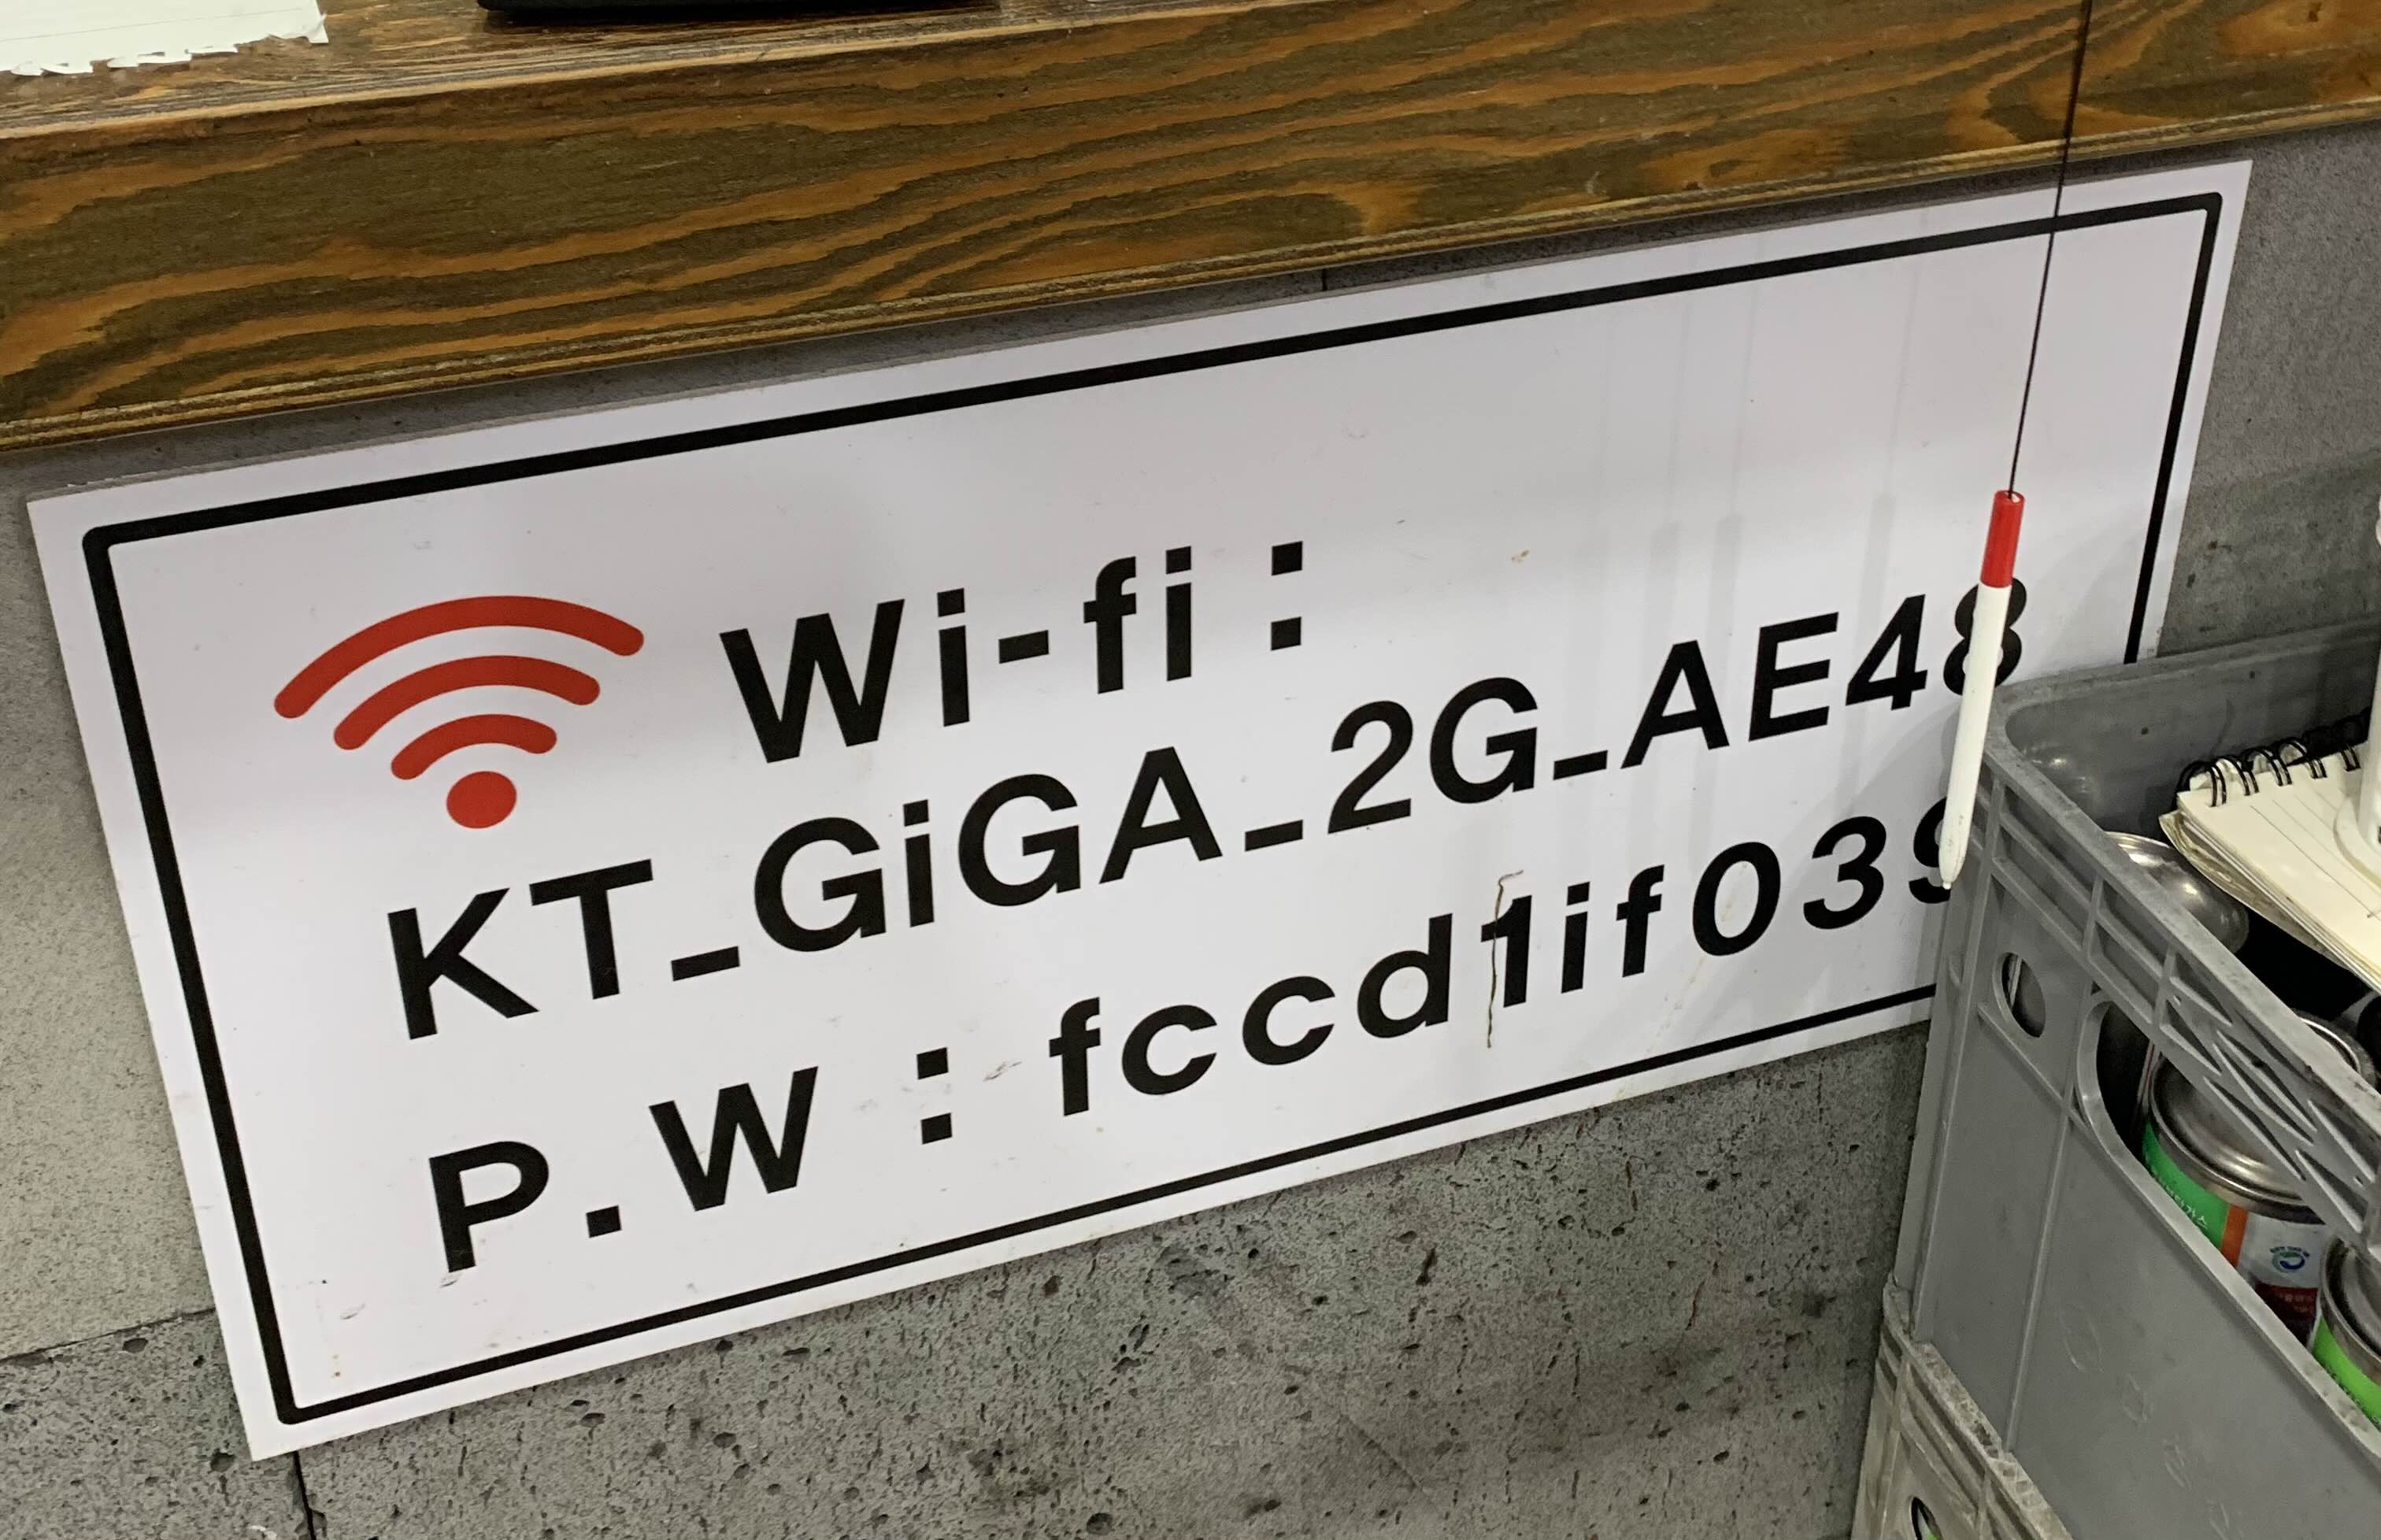 Wi-fi :
KT_GiGA_2G_AE48
P.W : fccd1if039